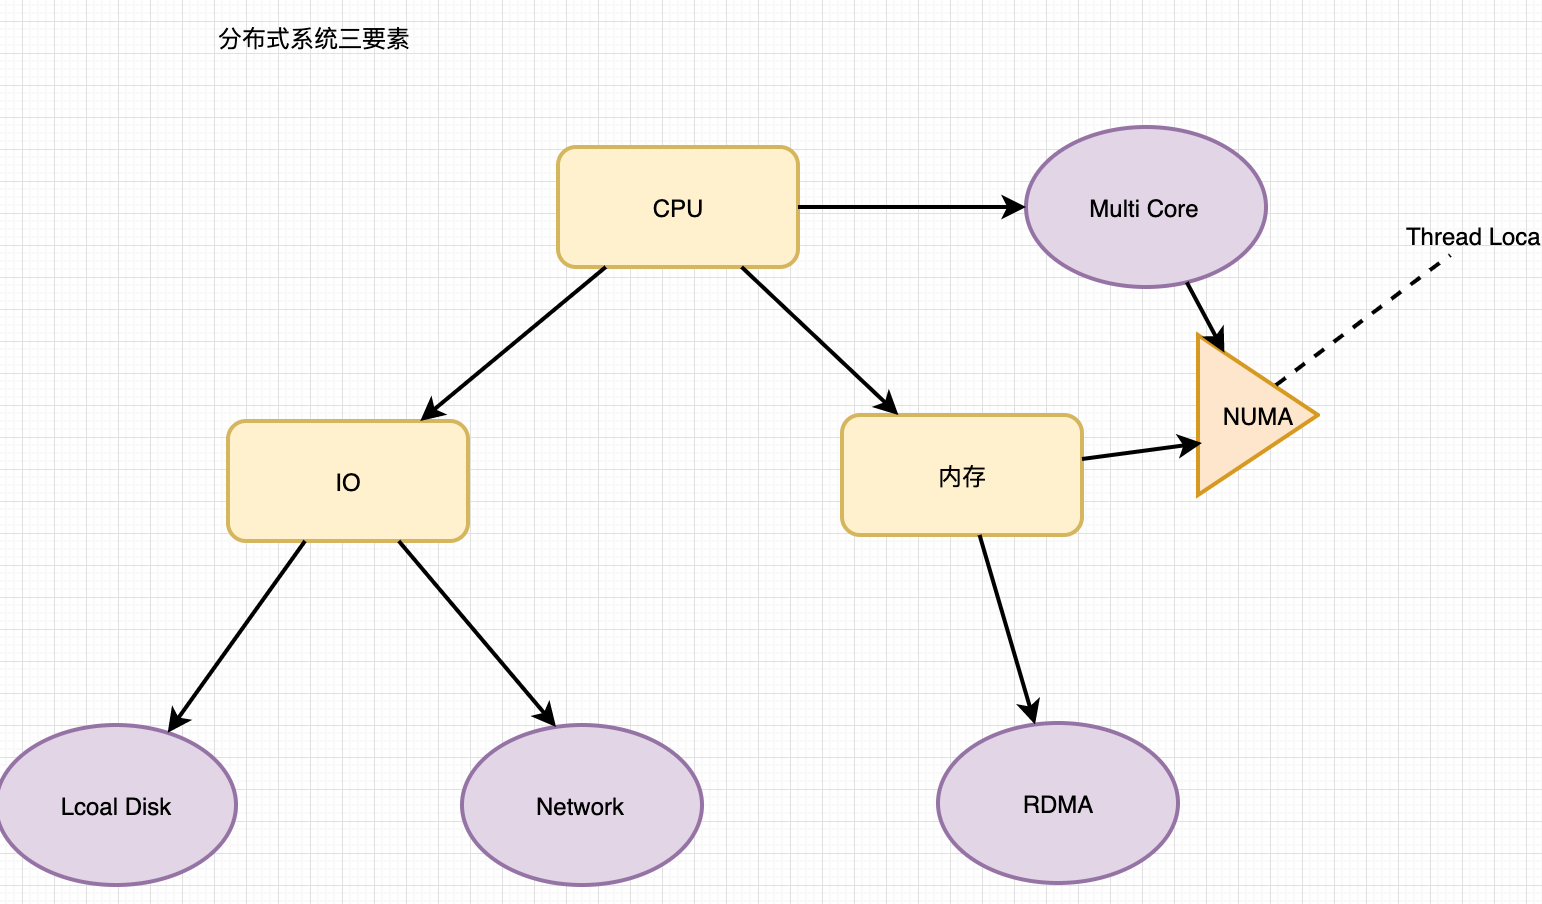 分布式系统三要素
CPU
Multi Core
Thread Loca
NUMA
IO
内存
Lcoal Disk
Network
RDMA